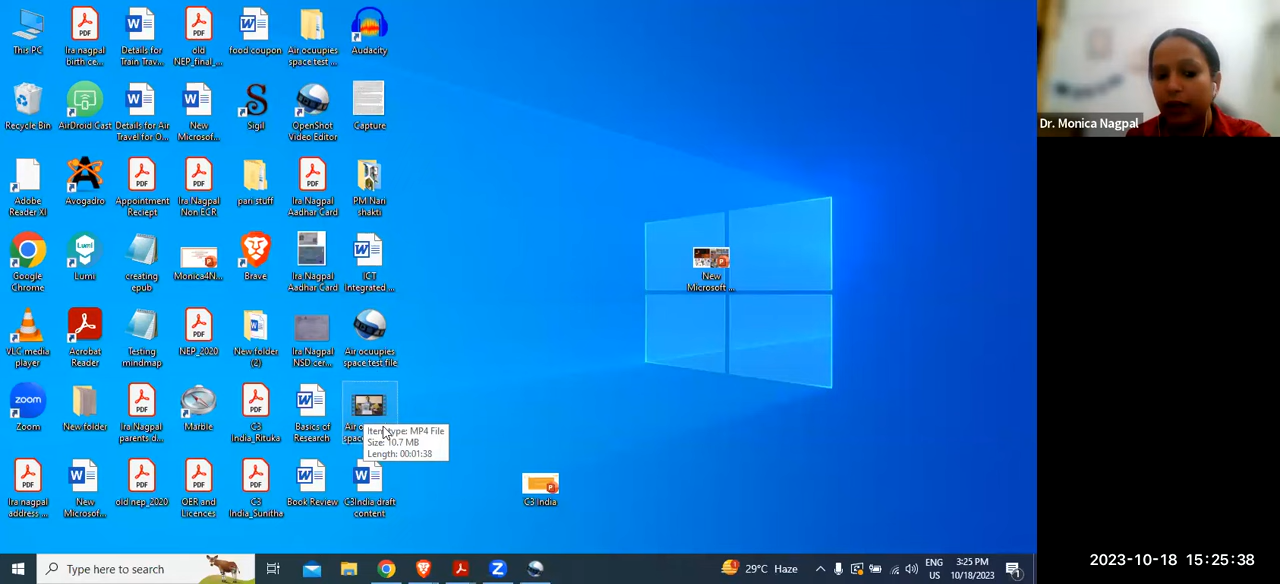 This PC
Ira nagpal
birth ce...
Details for
Train Trav...
old
NEP_final_...
food.coupon
Air ocuupies
space test ...
Audacity
Recycle Bin
AirDroid Cast
Details for Air
Travel for O...
New
Microsof...
Sigil
OpenShot
Video Editor
Capture
Adobe
Reader XI
Avogadro
Appointment
Reciept
Ira Nagpal
Non ECR
pari stuff
Ira Nagpal
Aadhar Card
PM Nari
shakti
Google
Chrome
Lumi
creating
epub
Monica4N...
Brave
Ira Nagpal
Aadhar Card
ICT
Integrated...
VLC media
player
Acrobat
Reader
Testing
mindmap
NEP_2020
New folder
(2)
Ira Nagpal
NSD cer...
Air ocuupies
space test file
Zoom
New folder
Ira Nagpal
parents d...
Marble
C3
India_Rituka
Basics of
Research
Item type: MP4 File
Size: 10.7 MB
Length: 00:01:38
Ira nagpal
address....
New
Microsof...
old nep_2020
OER and
Licences
C3
India_Sunitha
Book Review
C3India draft
content
C3 India
New
Microsoft ...
Dr. Monica Nagpal
Type here to search
29°C Haze
ENG
US
3:25 PM
10/18/2023
2023-10-18 15:25:38